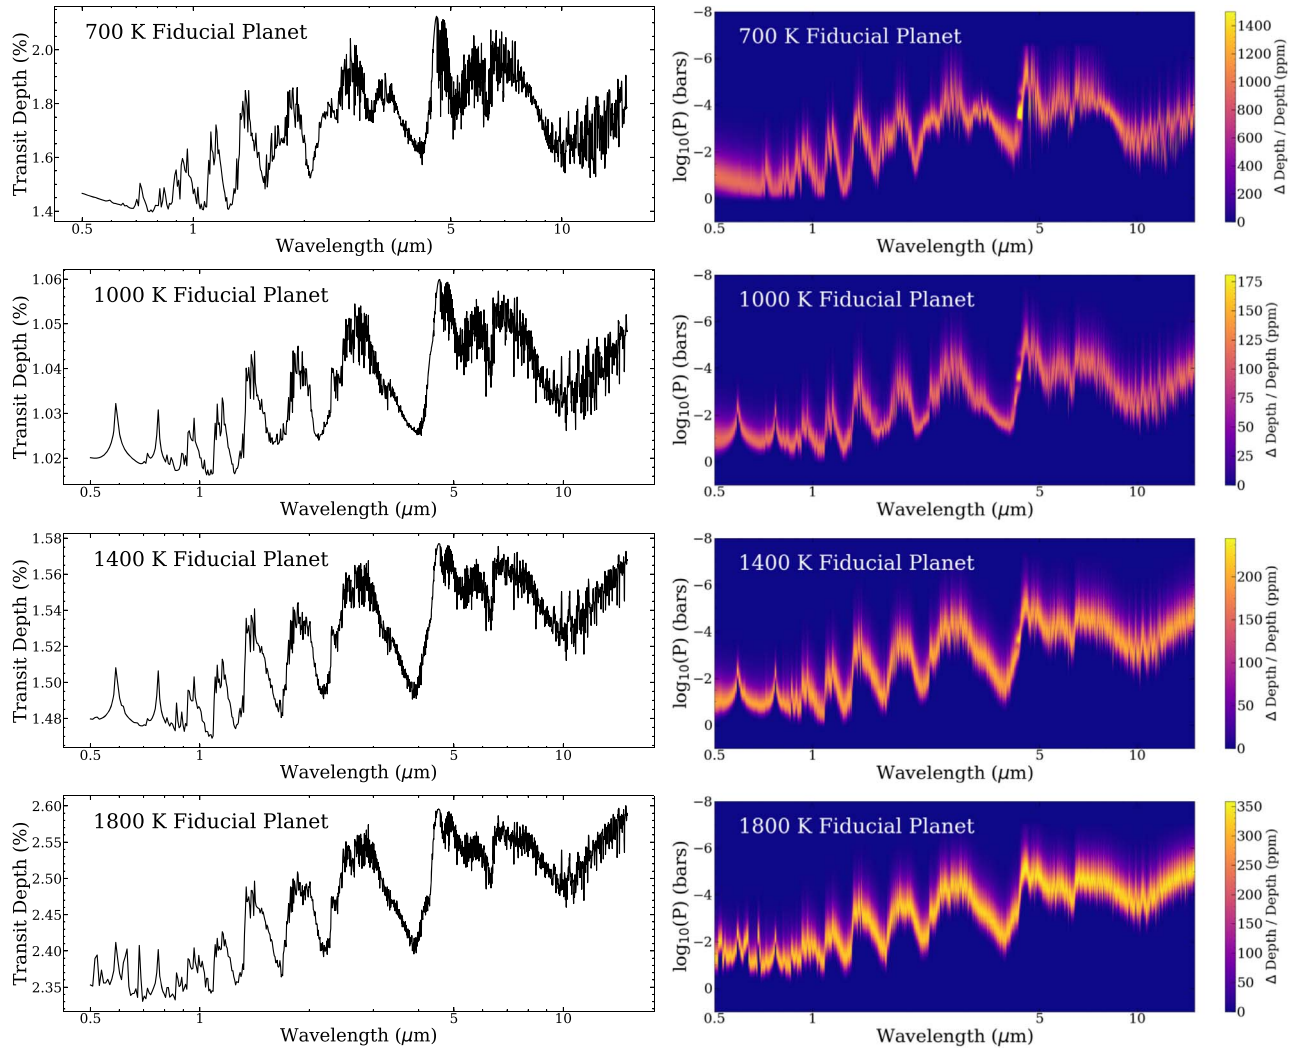 700 K Fiducial Planet
Transit Depth (%)
2.0
1.8
1.6
1.4
0.5 1 5 10
Wavelength (μm)
700 K Fiducial Planet
log₁₀(P) (bars)
−8
−6
−4
−2
0
0.5 1 5 10
Wavelength (μm)
1400
1200
1000
800
600
400
200
0
Δ Depth / Depth (ppm)
1000 K Fiducial Planet
Transit Depth (%)
1.06
1.05
1.04
1.03
1.02
0.5 1 5 10
Wavelength (μm)
1000 K Fiducial Planet
log₁₀(P) (bars)
−8
−6
−4
−2
0
0.5 1 5 10
Wavelength (μm)
175
150
125
100
75
50
25
0
Δ Depth / Depth (ppm)
1400 K Fiducial Planet
Transit Depth (%)
1.58
1.56
1.54
1.52
1.50
1.48
0.5 1 5 10
Wavelength (μm)
1400 K Fiducial Planet
log₁₀(P) (bars)
−8
−6
−4
−2
0
0.5 1 5 10
Wavelength (μm)
200
150
100
50
0
Δ Depth / Depth (ppm)
1800 K Fiducial Planet
Transit Depth (%)
2.60
2.55
2.50
2.45
2.40
2.35
0.5 1 5 10
Wavelength (μm)
1800 K Fiducial Planet
log₁₀(P) (bars)
−8
−6
−4
−2
0
0.5 1 5 10
Wavelength (μm)
350
300
250
200
150
100
50
0
Δ Depth / Depth (ppm)